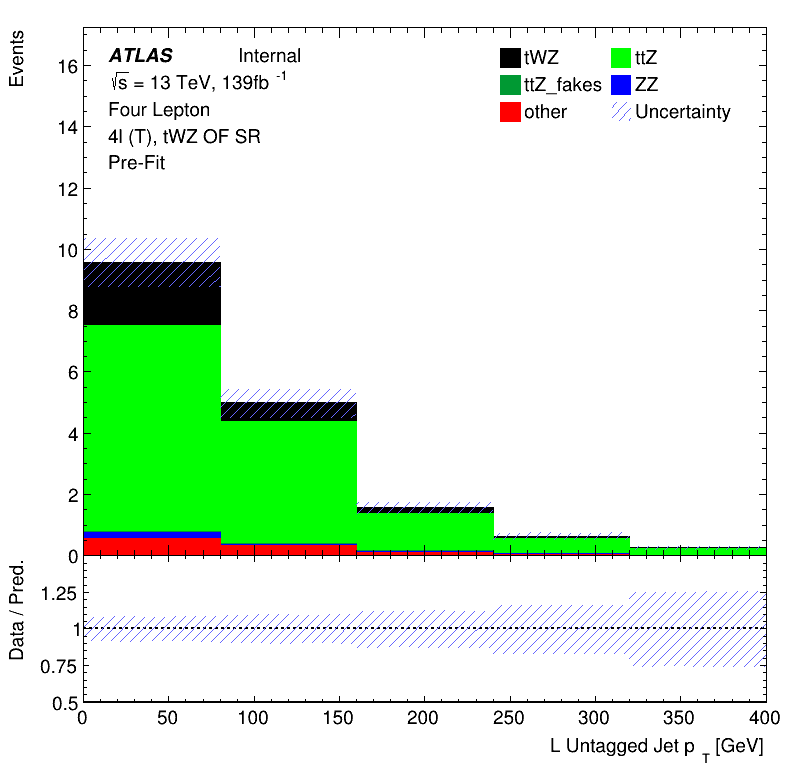 Events
ATLAS Internal
√s = 13 TeV, 139fb -1
Four Lepton
4l (T), tWZ OF SR
Pre-Fit
tWZ ttZ
ttZ_fakes ZZ
other Uncertainty
16
14
12
10
8
6
4
2
0
Data / Pred.
1.25
1
0.75
0.5
0 50 100 150 200 250 300 350 400
L Untagged Jet p T [GeV]